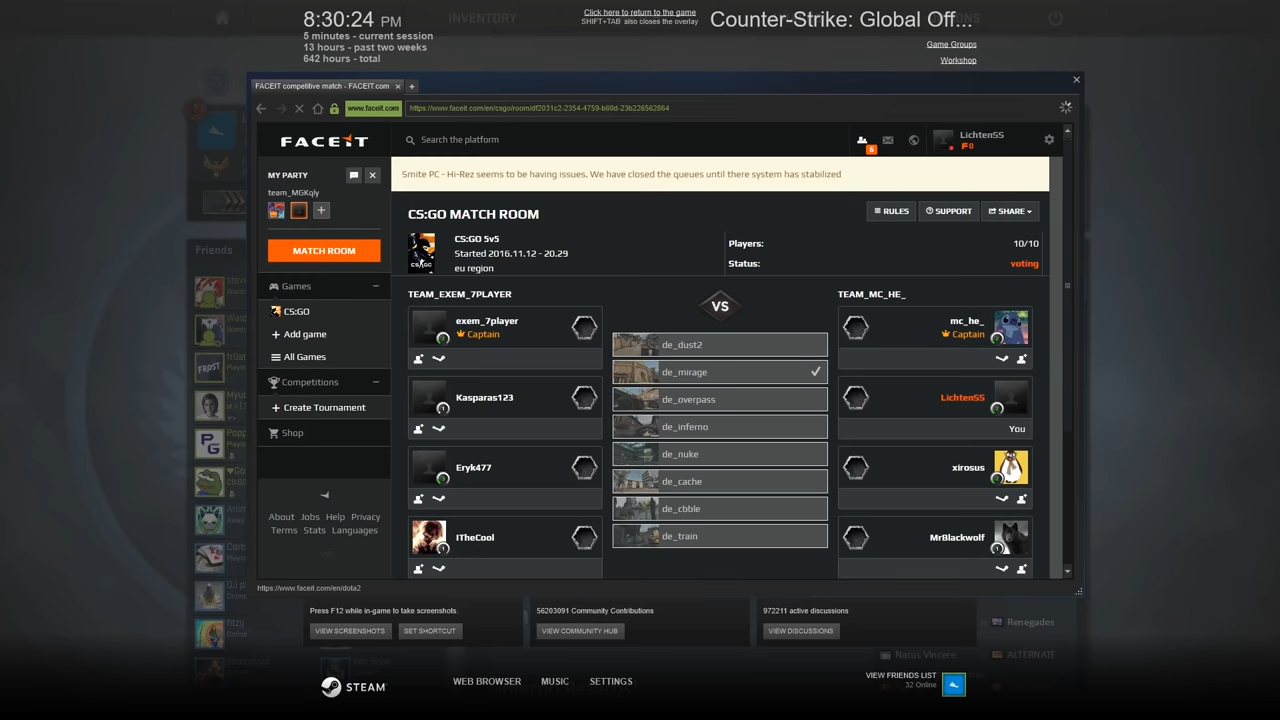 8:30:24 PM
5 minutes - current session
13 hours - past two weeks
642 hours - total
INVENTORY
Click here to return to the game
SHIFT+TAB also closes the overlay
Counter-Strike: Global Off...
Game Groups
Workshop
FACEIT competitive match - FACEIT.com
www.faceit.com
https://www.faceit.com/en/csgo/room/df2031c2-2354-4759-b60d-23b226562864
FACEIT
Search the platform
6
LichtenSS
0
MY PARTY
team_MGKqly
MATCH ROOM
Smite PC - Hi-Rez seems to be having issues. We have closed the queues until there system has stabilized
CS:GO MATCH ROOM
RULES
SUPPORT
SHARE
CS:GO 5v5
Started 2016.11.12 - 20.29
eu region
Players:
10/10
Status:
voting
Games
CS:GO
Add game
All Games
Competitions
Create Tournament
Shop
About Jobs Help Privacy
Terms Stats Languages
TEAM_EXEM_7PLAYER
exem_7player
Captain
Kasparas123
Eryk477
ITheCool
VS
de_dust2
de_mirage
de_overpass
de_inferno
de_nuke
de_cache
de_cbble
de_train
TEAM_MC_HE_
mc_he_
Captain
LichtenSS
You
xirosus
MrBlackwolf
Friends
FROST
PG
https://www.faceit.com/en/dota2
Press F12 while in-game to take screenshots.
VIEW SCREENSHOTS
SET SHORTCUT
56203091 Community Contributions
VIEW COMMUNITY HUB
972211 active discussions
VIEW DISCUSSIONS
Renegades
Natus Vincere
ALTERNATE
STEAM
WEB BROWSER
MUSIC
SETTINGS
VIEW FRIENDS LIST
32 Online